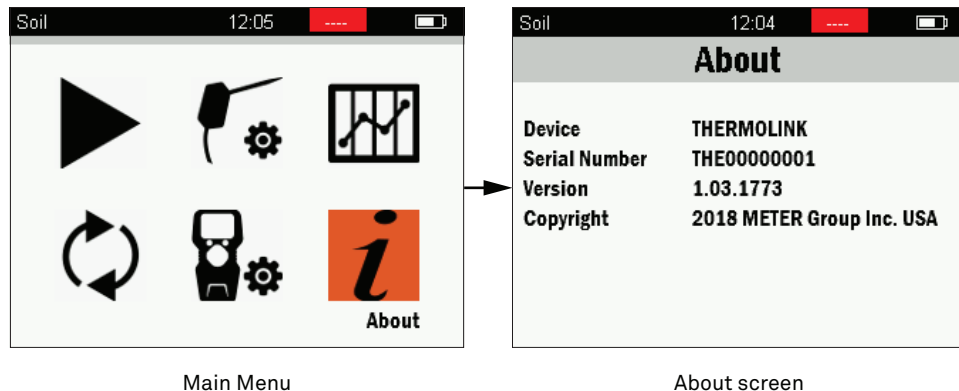 Soil 12:05 ----
About
Main Menu
Soil 12:04 ----
About
Device THERMOLINK
Serial Number THE00000001
Version 1.03.1773
Copyright 2018 METER Group Inc. USA
About screen